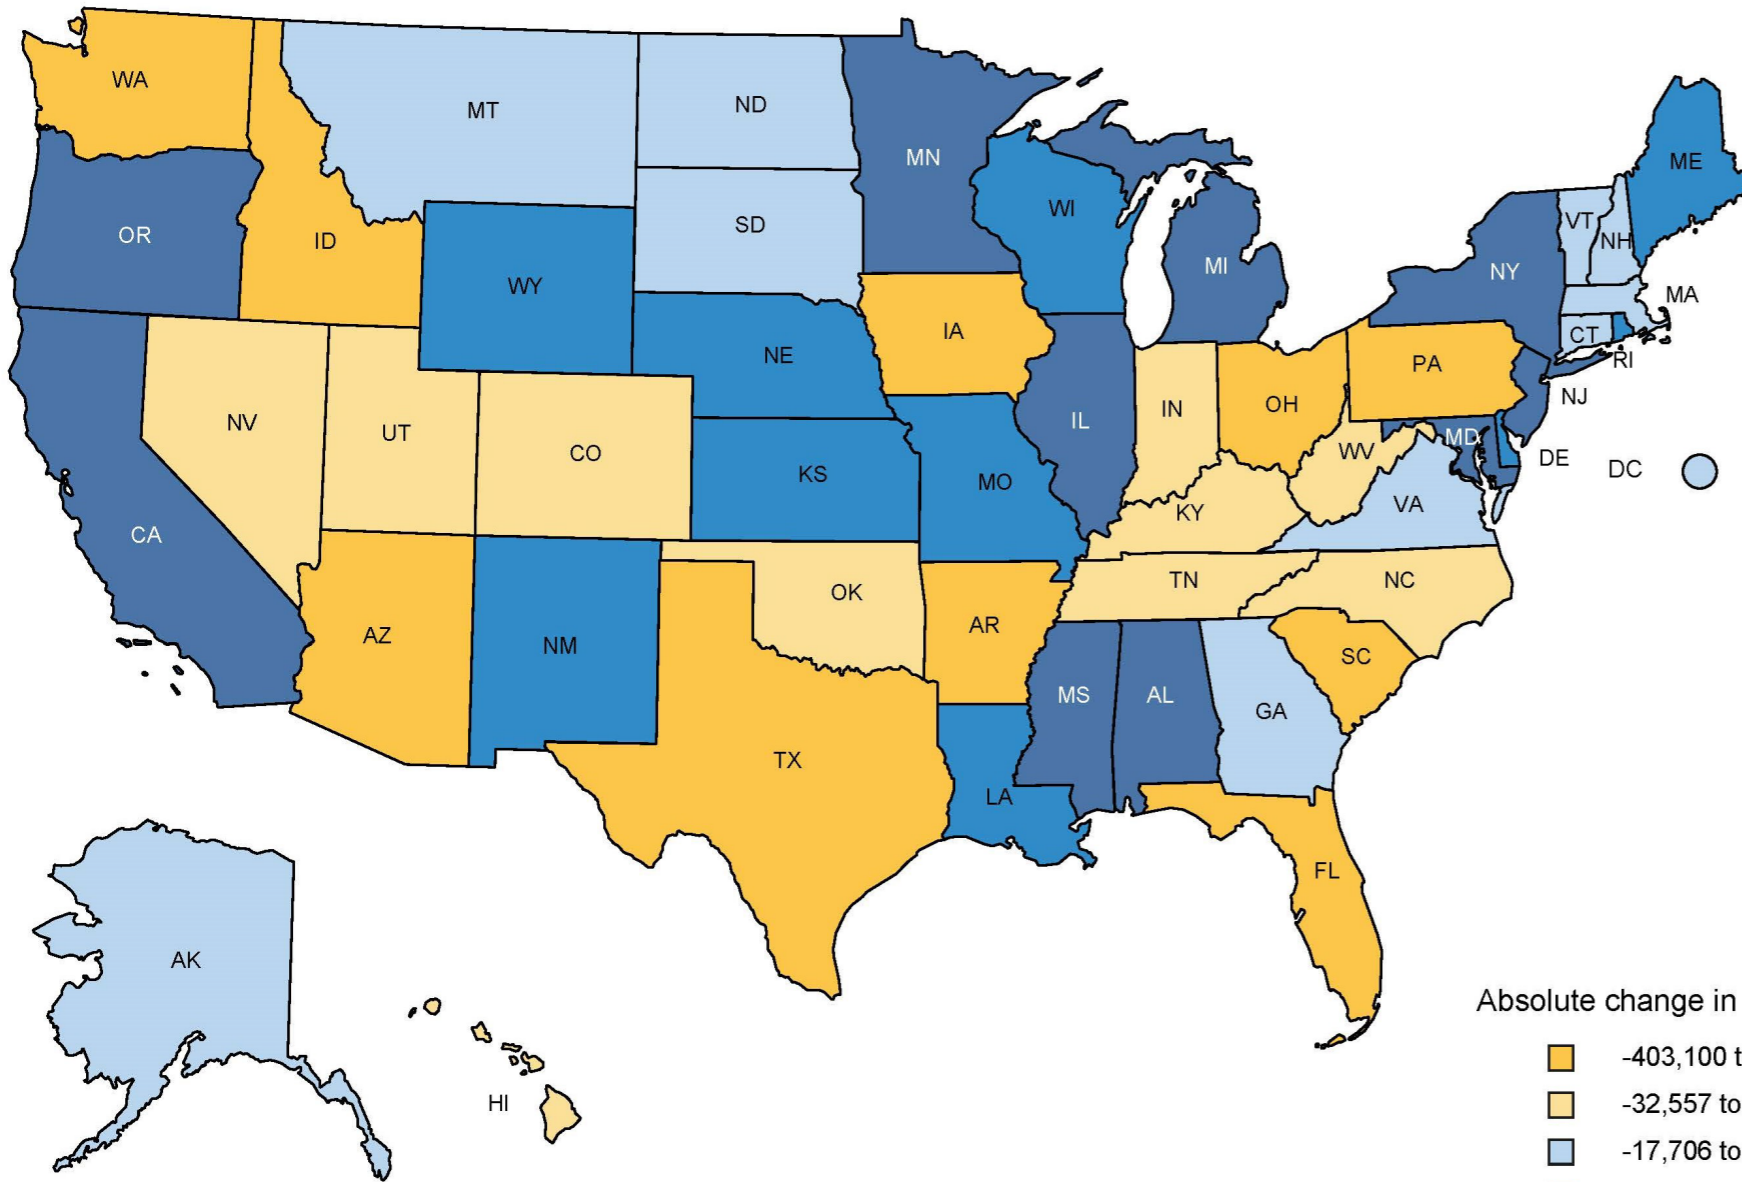 WA
MT
ND
MN
ME
OR
ID
SD
WI
VT
NH
WY
MI
NY
MA
IA
NE
CT
RI
PA
NJ
NV
UT
CO
IL
IN
OH
MD
WV
DE
DC
KS
MO
VA
CA
KY
TN
NC
OK
AZ
AR
NM
SC
MS
AL
GA
TX
LA
FL
AK
HI
Absolute change in
-403,100 t
-32,557 to
-17,706 to